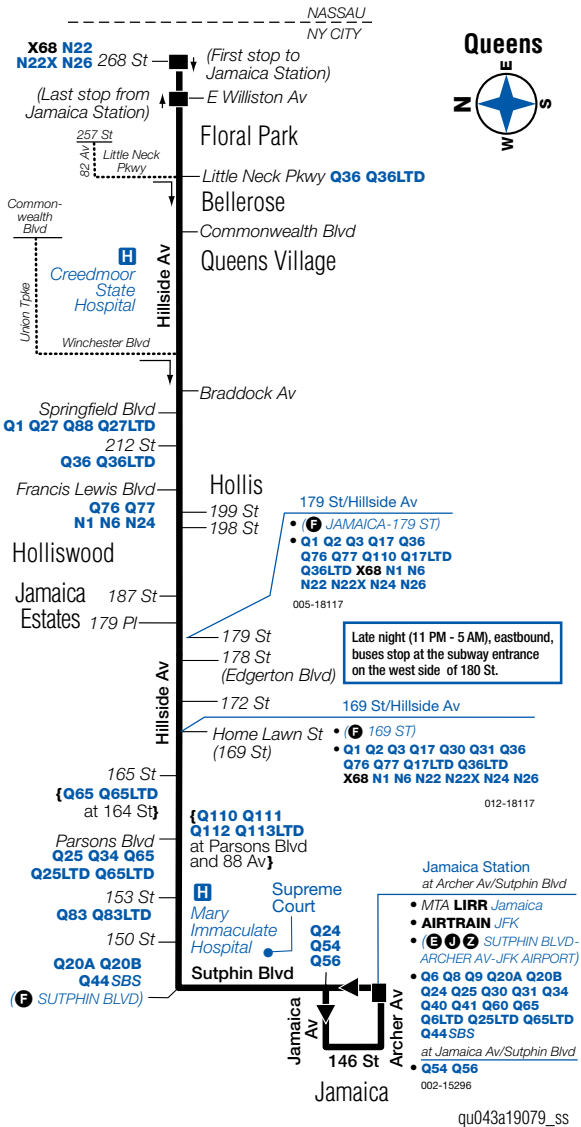 NASSAU
NY CITY
X68 N22
N22X N26 268 St
(First stop to
Jamaica Station)
Queens
N E S W
(Last stop from
Jamaica Station)
E Williston Av
Floral Park
257 St
82 Av
Little Neck
Pkwy
Little Neck Pkwy Q36 Q36LTD
Bellerose
Common-
wealth
Blvd
Commonwealth Blvd
Queens Village
H
Creedmoor
State
Hospital
Hillside Av
Union Tpke
Winchester Blvd
Braddock Av
Springfield Blvd
Q1 Q27 Q88 Q27LTD
212 St
Q36 Q36LTD
Francis Lewis Blvd
Q76 Q77
N1 N6 N24
Hollis
199 St
198 St
179 St/Hillside Av
• (F JAMAICA-179 ST)
• Q1 Q2 Q3 Q17 Q36
Q76 Q77 Q110 Q17LTD
Q36LTD X68 N1 N6
N22 N22X N24 N26
005-18117
Holliswood
Jamaica
Estates
187 St
179 Pl
179 St
178 St
(Edgerton Blvd)
Late night (11 PM - 5 AM), eastbound,
buses stop at the subway entrance
on the west side of 180 St.
Hillside Av
172 St
Home Lawn St
(169 St)
169 St/Hillside Av
• (F 169 ST)
• Q1 Q2 Q3 Q17 Q30 Q31 Q36
Q76 Q77 Q17LTD Q36LTD
X68 N1 N6 N22 N22X N24 N26
012-18117
165 St
{Q65 Q65LTD
at 164 St}
{Q110 Q111
Q112 Q113LTD
at Parsons Blvd
and 88 Av}
Parsons Blvd
Q25 Q34 Q65
Q25LTD Q65LTD
153 St
Q83 Q83LTD
150 St
Q20A Q20B
Q44SBS
(F SUTPHIN BLVD)
H
Mary
Immaculate
Hospital
Supreme
Court
Q24
Q54
Q56
Sutphin Blvd
Jamaica
Av
146 St
Archer Av
Jamaica
Jamaica Station
at Archer Av/Sutphin Blvd
• MTA LIRR Jamaica
• AIRTRAIN JFK
• (E J Z SUTPHIN BLVD-
ARCHER AV-JFK AIRPORT)
• Q6 Q8 Q9 Q20A Q20B
Q24 Q25 Q30 Q31 Q34
Q40 Q41 Q60 Q65
Q6LTD Q25LTD Q65LTD
Q44SBS
at Jamaica Av/Sutphin Blvd
• Q54 Q56
002-15296
qu043a19079_ss